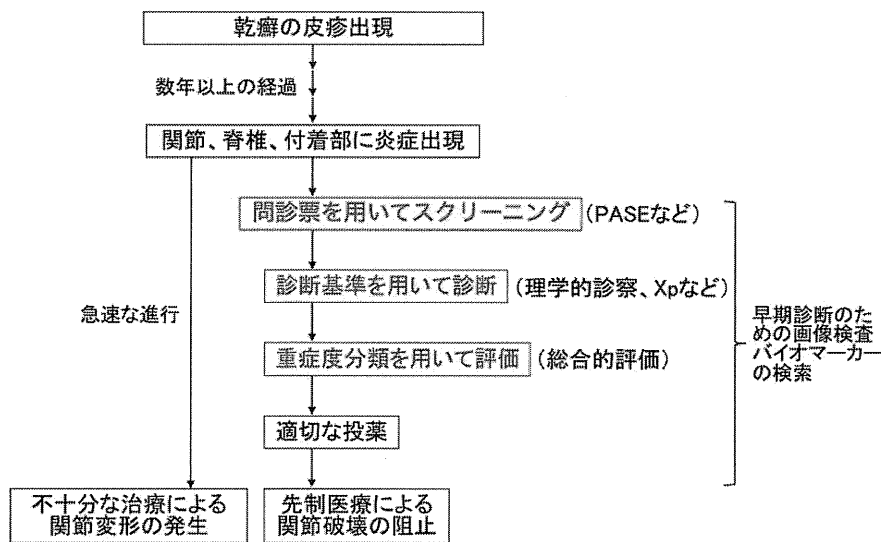 乾癬の皮疹出現
数年以上の経過
関節、脊椎、付着部に炎症出現
問診票を用いてスクリーニング (PASEなど)
診断基準を用いて診断 (理学的診察、Xpなど)
急速な進行
重症度分類を用いて評価 (総合的評価)
早期診断のた
めの画像検査
バイオマーカー
の検索
適切な投薬
不十分な治療による
関節変形の発生
先制医療による
関節破壊の阻止